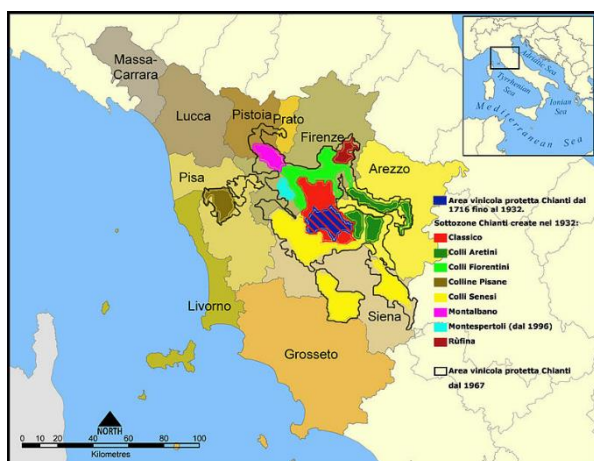 Massa-
Carrara
Lucca
Pistoia
Prato
Firenze
Pisa
Arezzo
Livorno
Siena
Grosseto
Adriatic Sea
Tyrrhenian
Sea
Ionian
Sea
Mediterranean Sea
Area vinicola protetta Chianti dal
1716 fino al 1932.
Sottozone Chianti create nel 1932:
Classico
Colli Aretini
Colli Fiorentini
Colline Pisane
Colli Senesi
Montalbano
Montespertoli (dal 1996)
Rùfina
Area vinicola protetta Chianti
dal 1967
NORTH
0 10 20 40 60 80 100
Kilometres